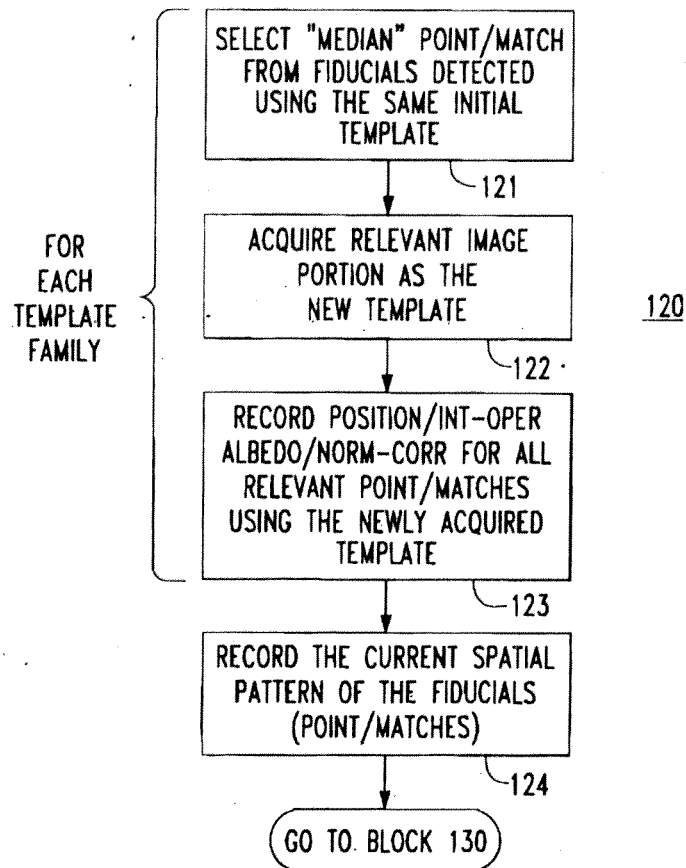 SELECT "MEDIAN" POINT/MATCH
FROM FIDUCIALS DETECTED
USING THE SAME INITIAL
TEMPLATE
121
FOR
EACH
TEMPLATE
FAMILY
ACQUIRE RELEVANT IMAGE
PORTION AS THE
NEW TEMPLATE
122
120
RECORD POSITION/INT-OPER
ALBEDO/NORM-CORR FOR ALL
RELEVANT POINT/MATCHES
USING THE NEWLY ACQUIRED
TEMPLATE
123
RECORD THE CURRENT SPATIAL
PATTERN OF THE FIDUCIALS
(POINT/MATCHES)
124
GO TO BLOCK 130